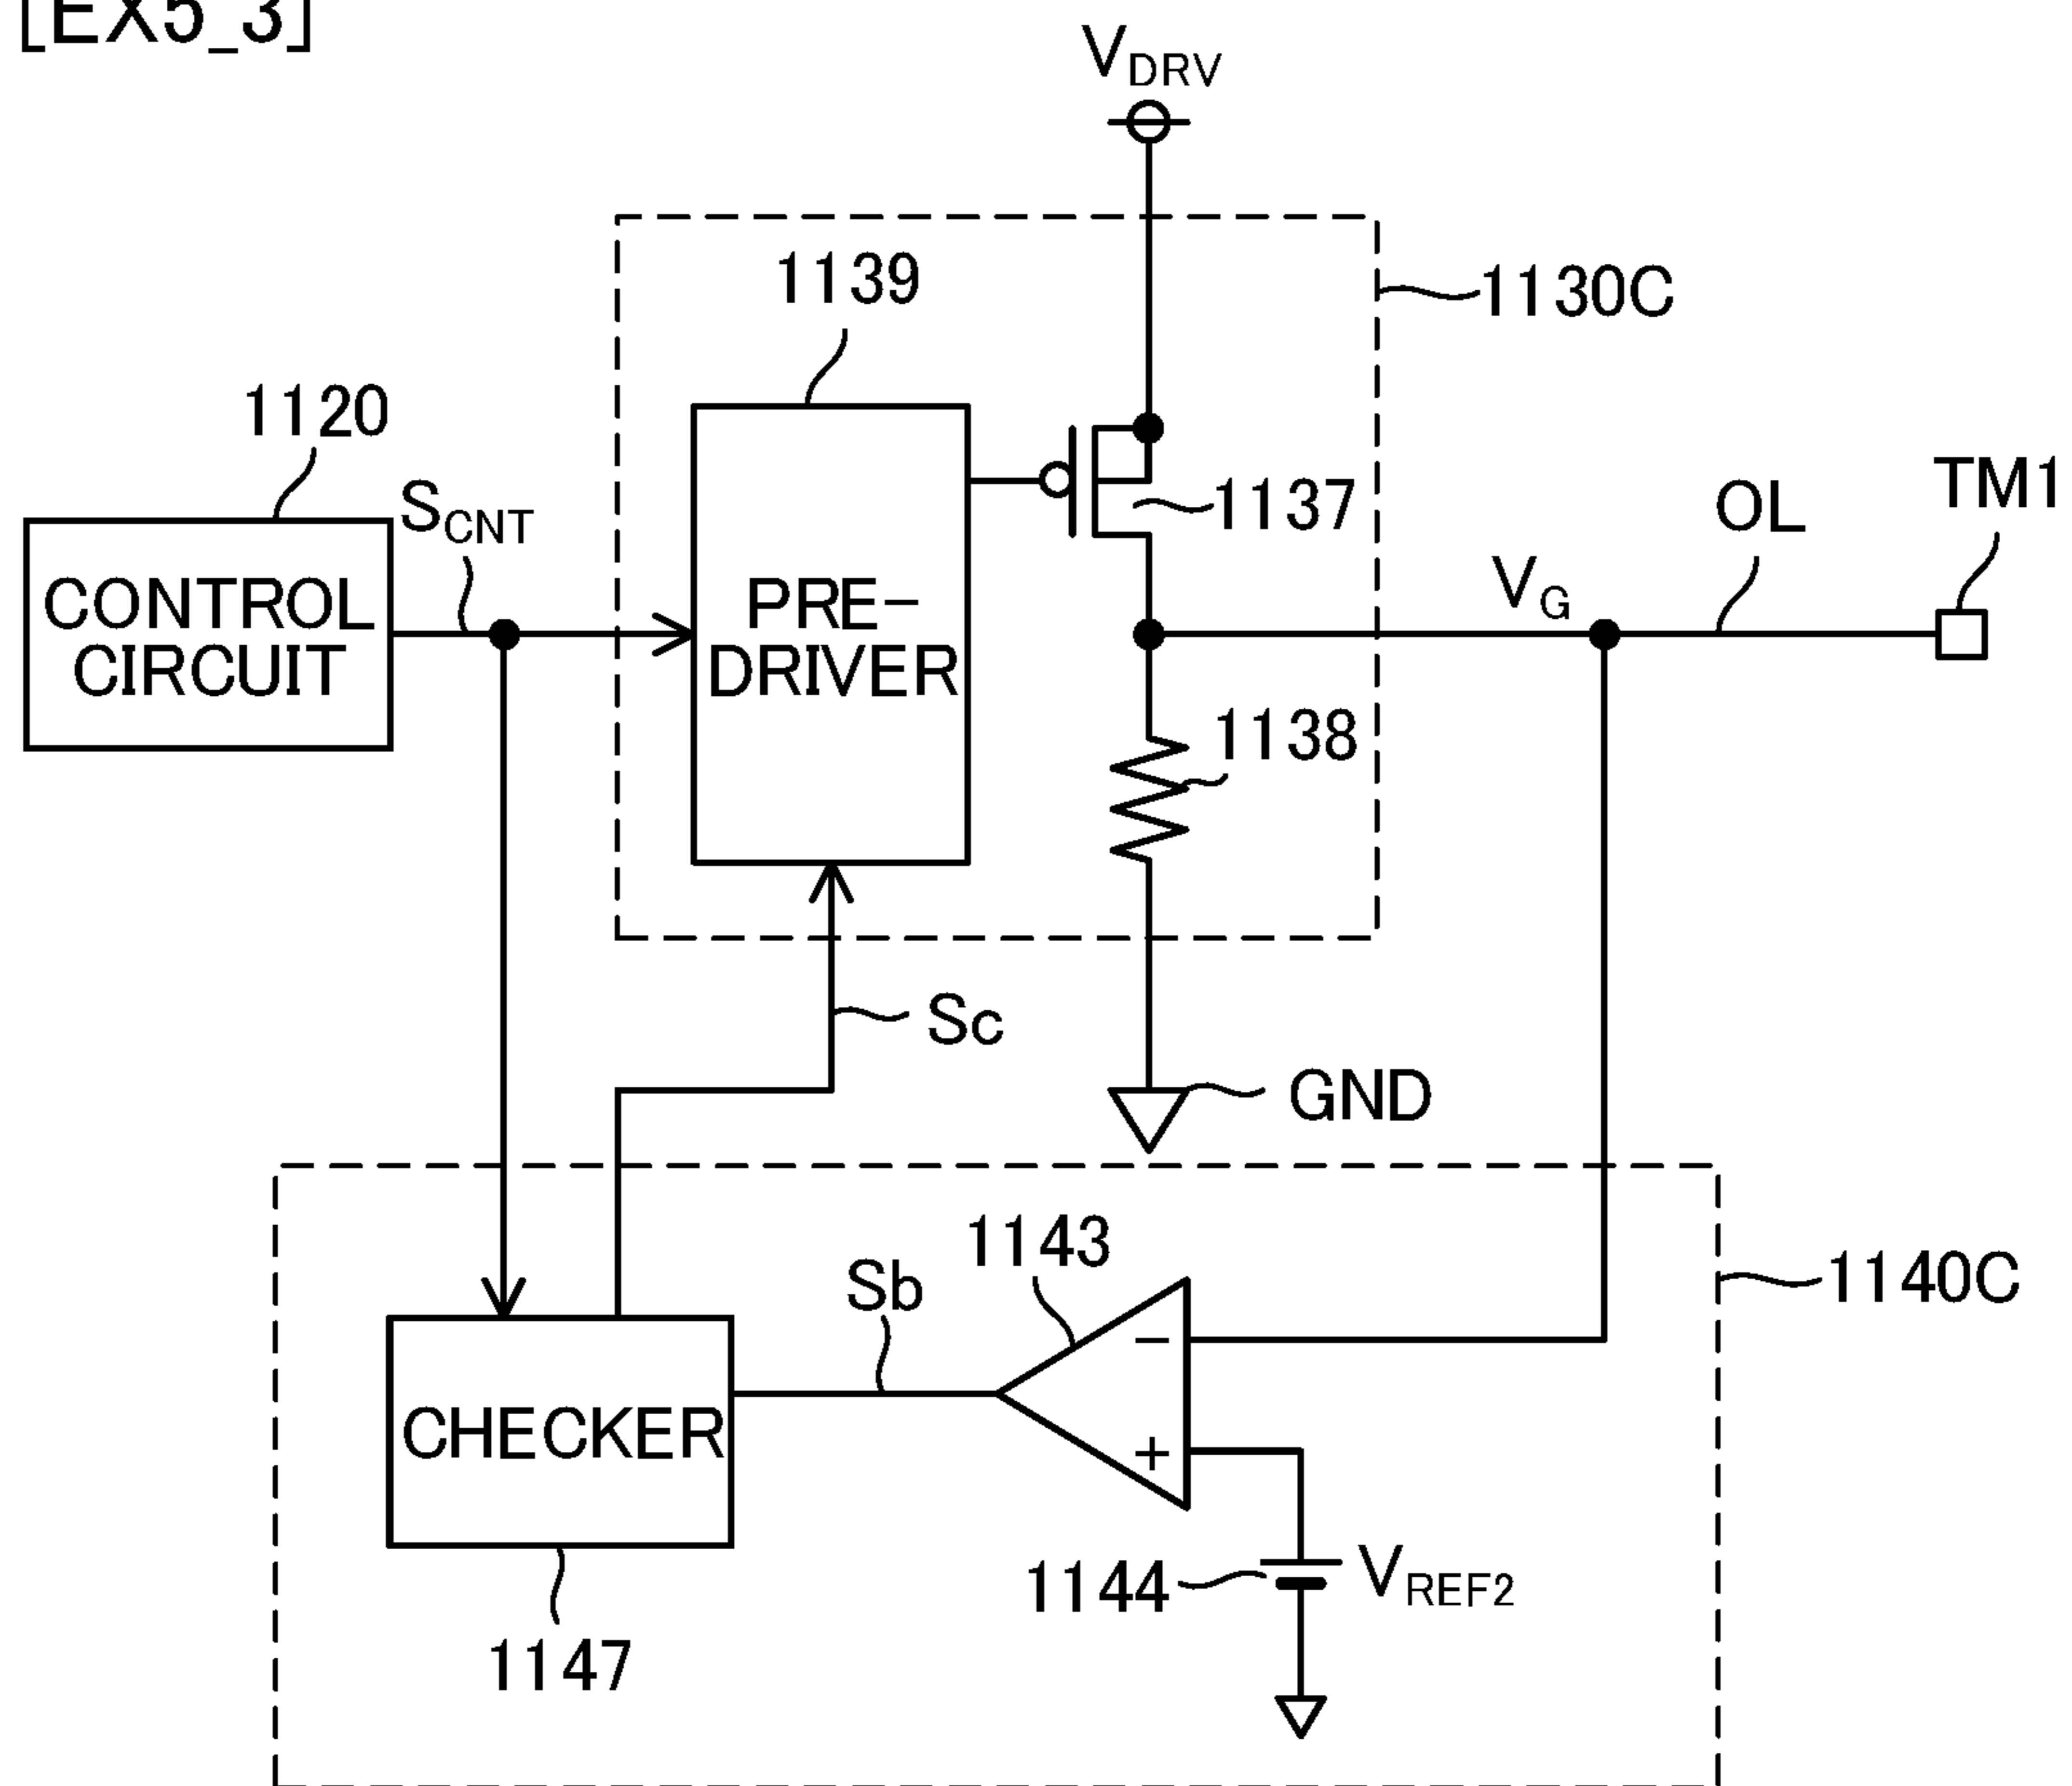 [EX5_3]
VDRV
1139
1130C
1120
SCNT
1137
OL
TM1
CONTROL
CIRCUIT
PRE-
DRIVER
VG
1138
Sc
GND
1143
Sb
1140C
−
CHECKER
+
1144
VREF2
1147